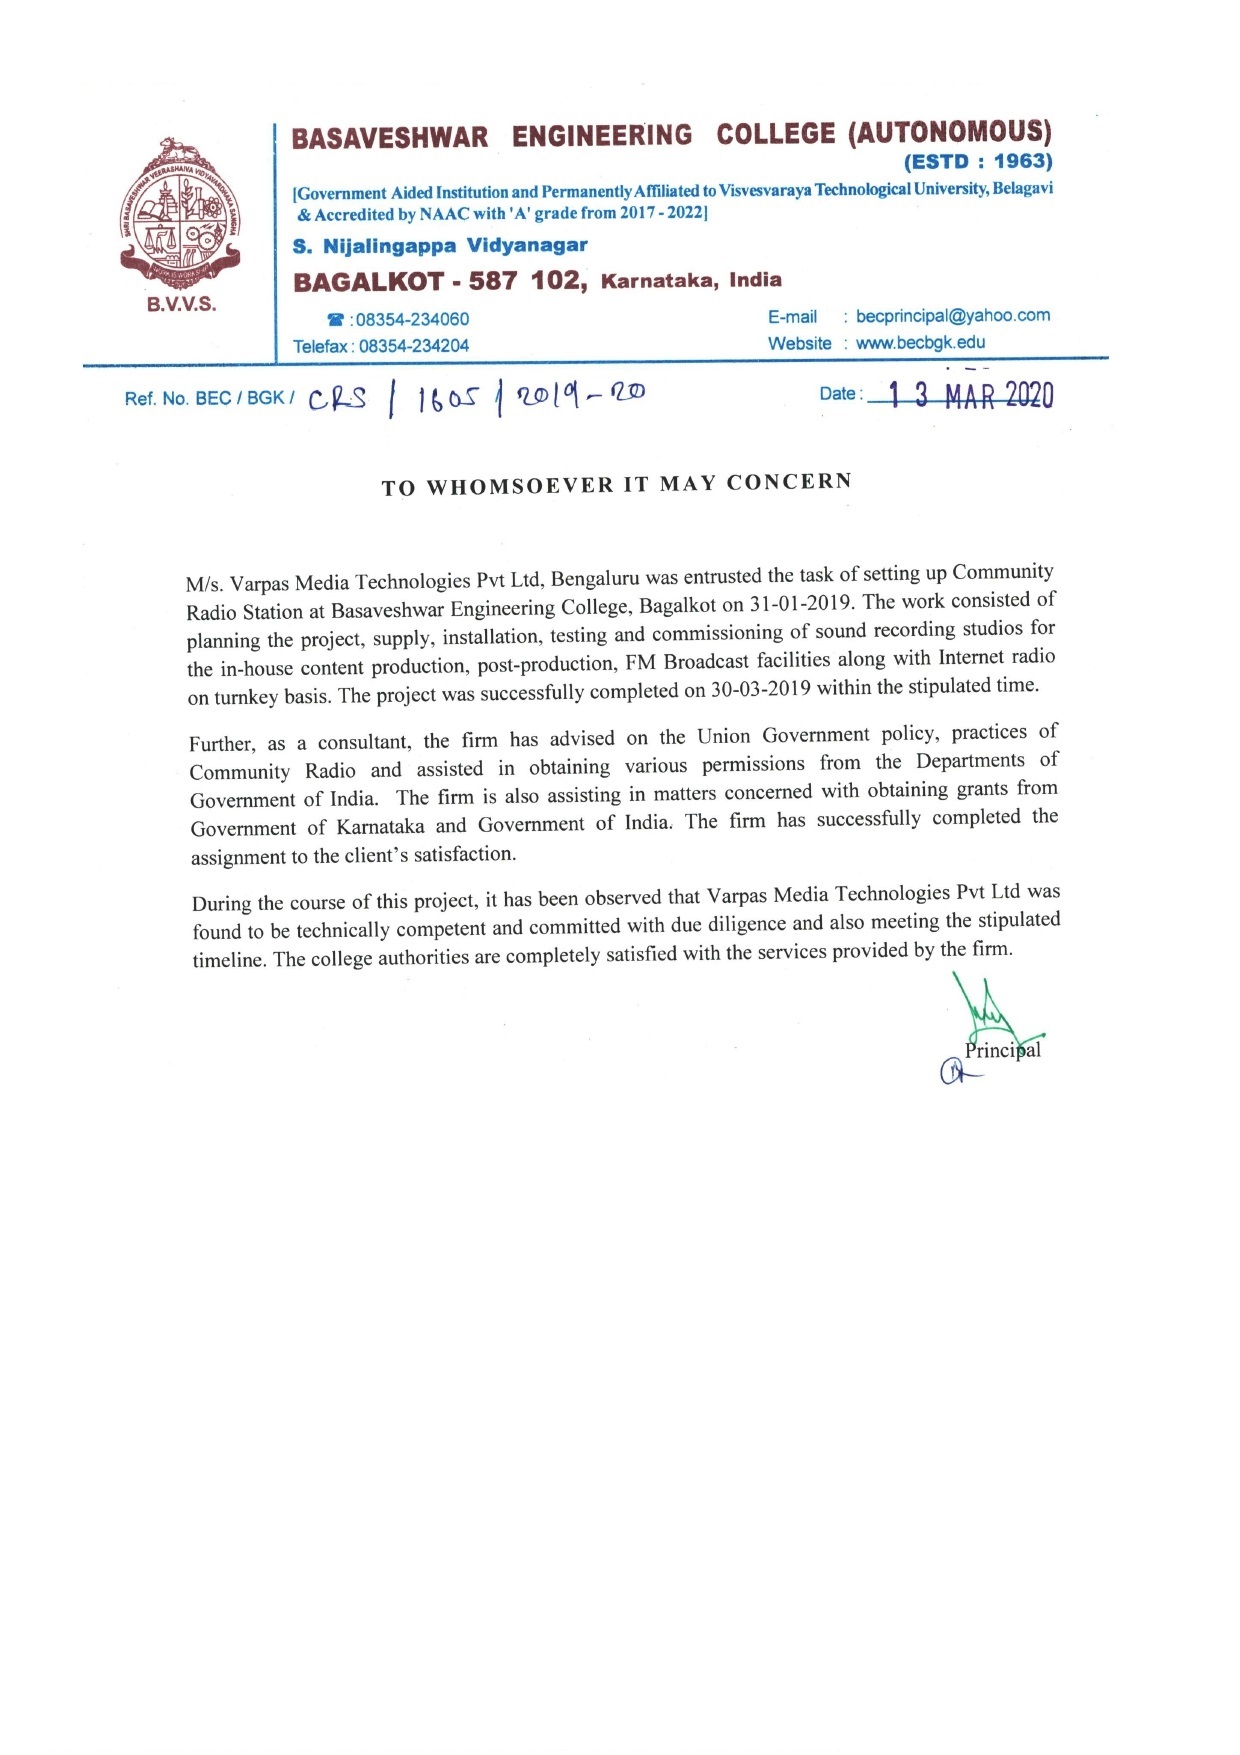 BASAVESHWAR ENGINEERING COLLEGE (AUTONOMOUS)
(ESTD : 1963)
[Government Aided Institution and Permanently Affiliated to Visvesvaraya Technological University, Belagavi
& Accredited by NAAC with 'A' grade from 2017 - 2022]
S. Nijalingappa Vidyanagar
BAGALKOT - 587 102, Karnataka, India
SHRI BASAVESHWAR VEERASHAIVA VIDYAVARDHAKA SANGHA
WORK IS WORSHIP
B.V.V.S.
☎ : 08354-234060 E-mail : becprincipal@yahoo.com
Telefax : 08354-234204 Website : www.becbgk.edu
Ref. No. BEC / BGK / CRS / 1605 / 2019-20 Date : 13 MAR 2020
TO WHOMSOEVER IT MAY CONCERN
M/s. Varpas Media Technologies Pvt Ltd, Bengaluru was entrusted the task of setting up Community
Radio Station at Basaveshwar Engineering College, Bagalkot on 31-01-2019. The work consisted of
planning the project, supply, installation, testing and commissioning of sound recording studios for
the in-house content production, post-production, FM Broadcast facilities along with Internet radio
on turnkey basis. The project was successfully completed on 30-03-2019 within the stipulated time.
Further, as a consultant, the firm has advised on the Union Government policy, practices of
Community Radio and assisted in obtaining various permissions from the Departments of
Government of India. The firm is also assisting in matters concerned with obtaining grants from
Government of Karnataka and Government of India. The firm has successfully completed the
assignment to the client's satisfaction.
During the course of this project, it has been observed that Varpas Media Technologies Pvt Ltd was
found to be technically competent and committed with due diligence and also meeting the stipulated
timeline. The college authorities are completely satisfied with the services provided by the firm.
Principal